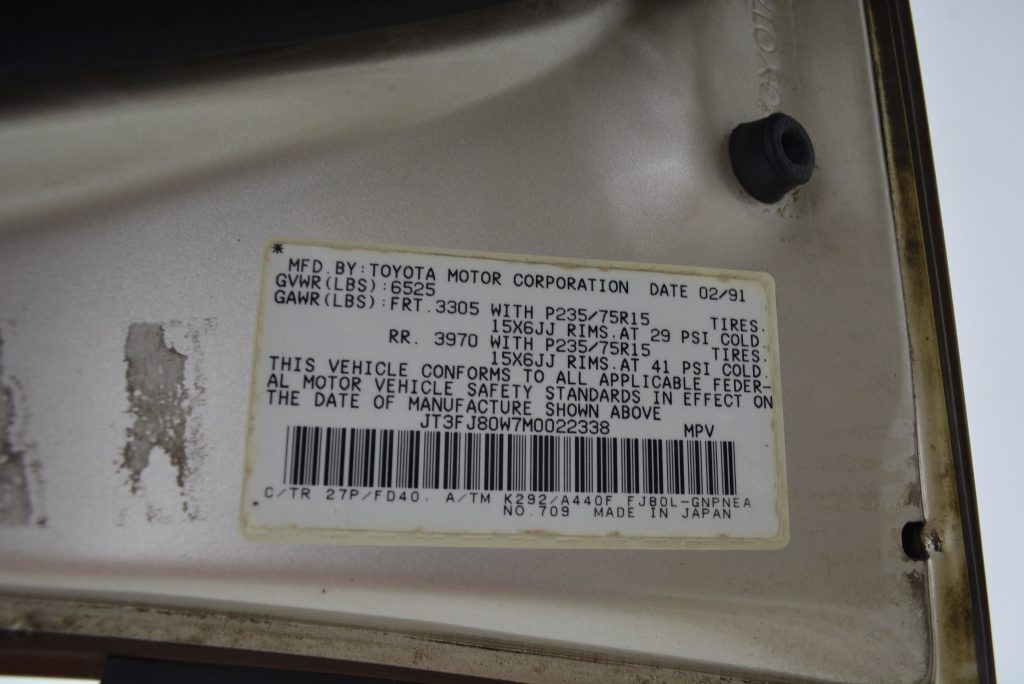 TOYOTA
*
MFD.BY:TOYOTA MOTOR CORPORATION DATE 02/91
GVWR(LBS):6525
GAWR(LBS):FRT.3305 WITH P235/75R15 TIRES.
15X6JJ RIMS.AT 29 PSI COLD.
RR. 3970 WITH P235/75R15 TIRES.
15X6JJ RIMS.AT 41 PSI COLD.
THIS VEHICLE CONFORMS TO ALL APPLICABLE FEDER-
AL MOTOR VEHICLE SAFETY STANDARDS IN EFFECT ON
THE DATE OF MANUFACTURE SHOWN ABOVE
JT3FJ80W7M0022338 MPV
C/TR 27P/FD40. A/TM K292/A440F FJ80L-GNPNEA
NO.709 MADE IN JAPAN